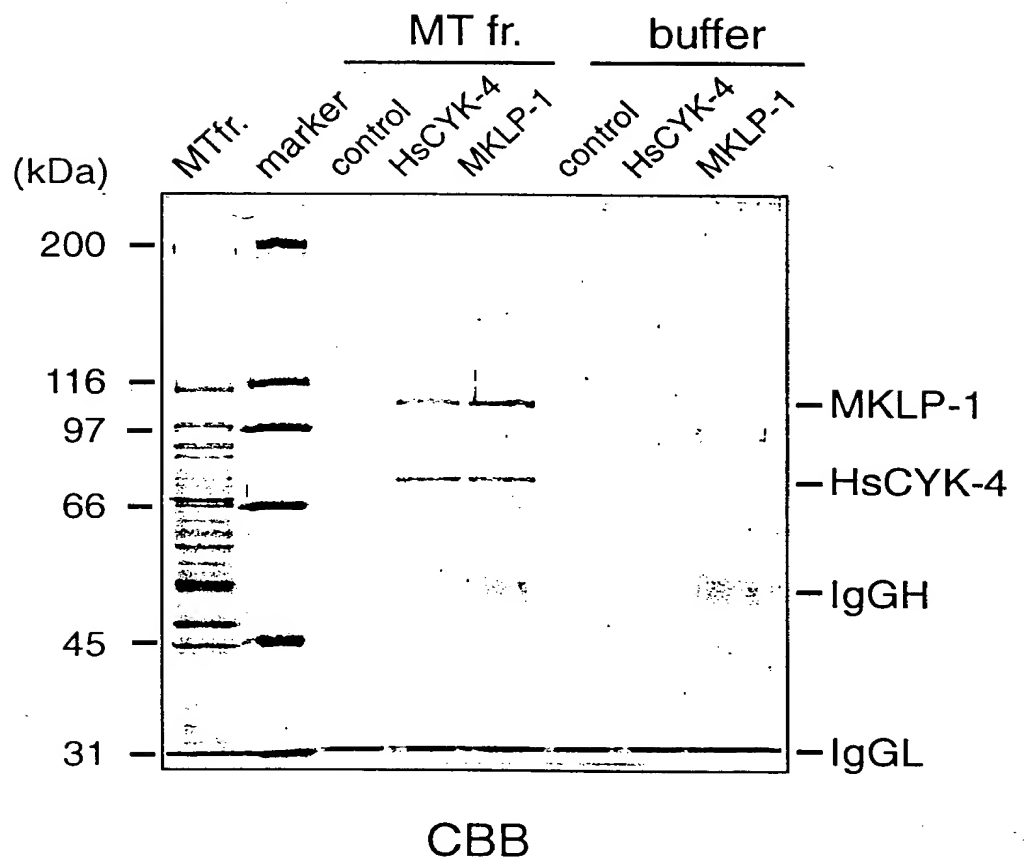 MT fr. buffer
MTfr. marker control HsCYK-4 MKLP-1 control HsCYK-4 MKLP-1
(kDa)
200
116
MKLP-1
97
HsCYK-4
66
IgGH
45
31 IgGL
CBB